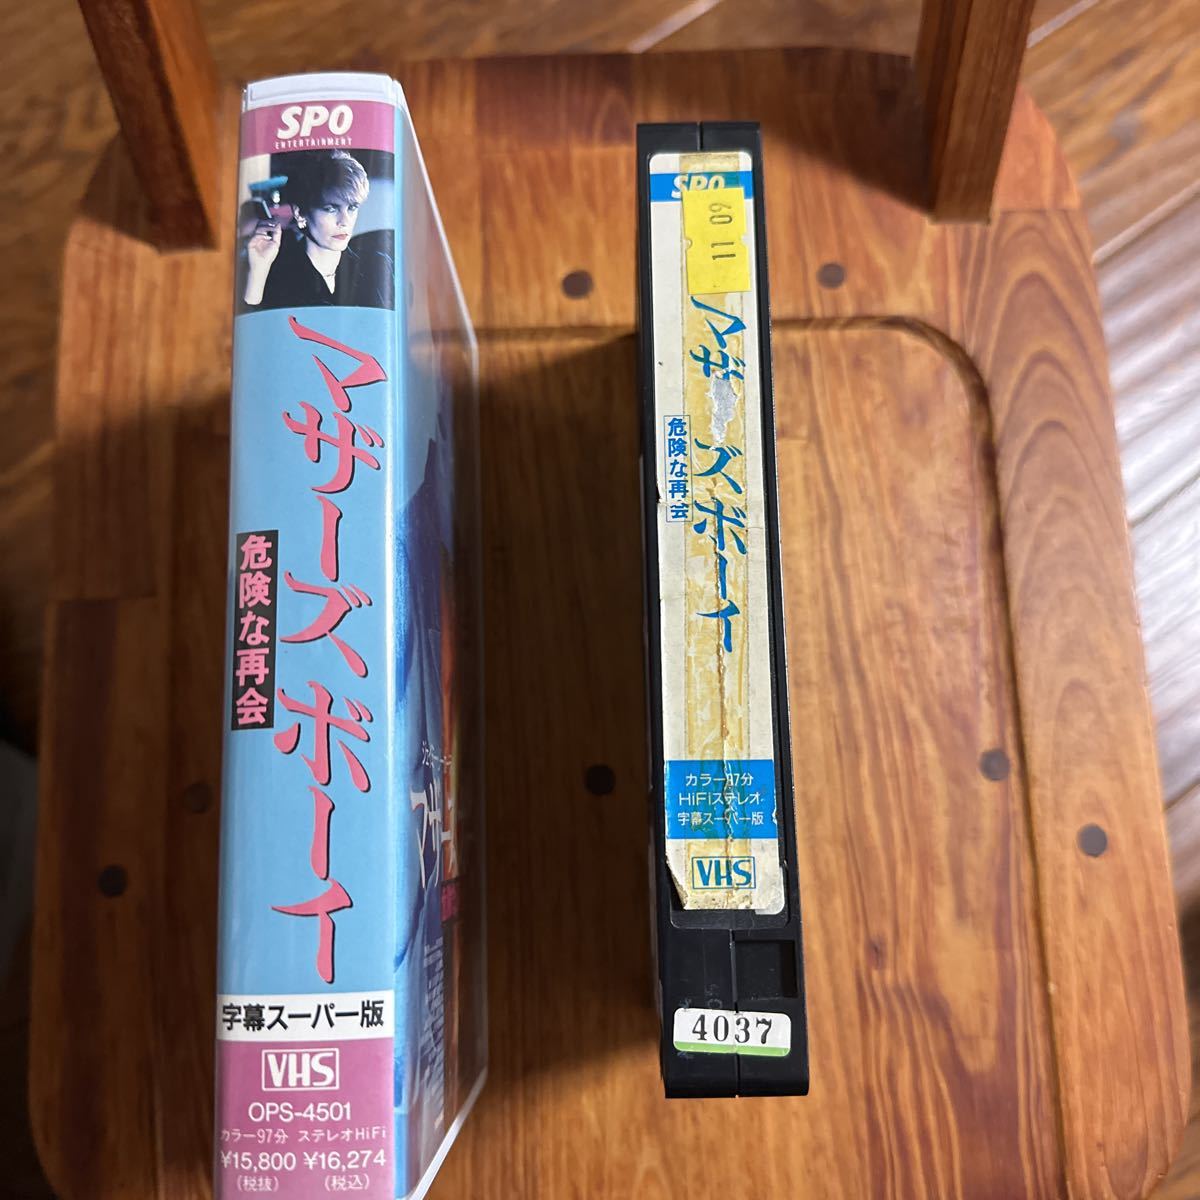 SPO
ENTERTAINMENT
マザーズボーイ
危険な再会
字幕スーパー版
VHS
OPS-4501
カラー97分 ステレオHiFi
¥15,800 ¥16,274
(税抜) (税込)
SPO
11 09
マザーズボーイ
危険な再会
カラー97分
HiFiステレオ
字幕スーパー版
VHS
4037